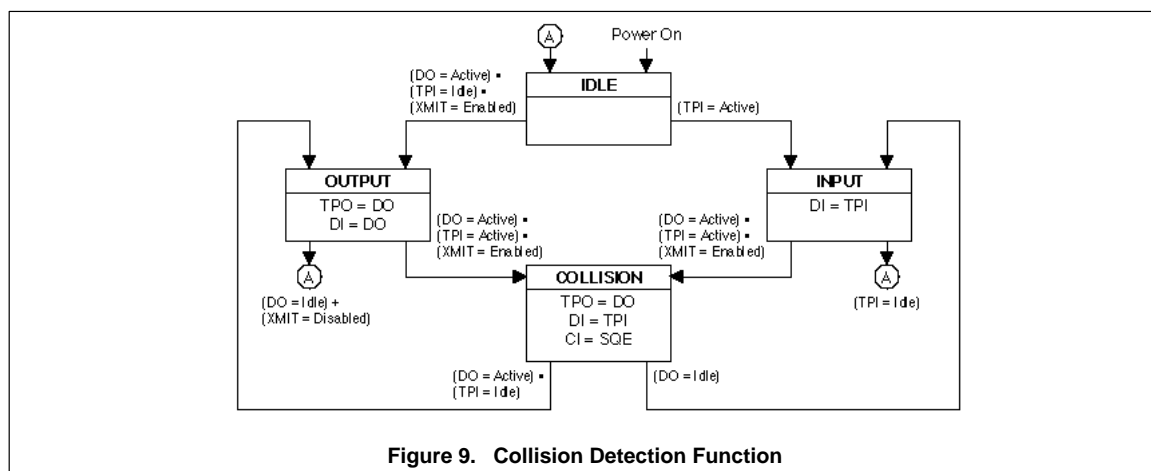 A
Power On
(DO = Active) ▪
(TPI = Idle) ▪
(XMIT = Enabled)
IDLE
(TPI = Active)
OUTPUT
TPO = DO
DI = DO
INPUT
DI = TPI
(DO = Active) ▪
(TPI = Active) ▪
(XMIT = Enabled)
(DO = Active) ▪
(TPI = Active) ▪
(XMIT = Enabled)
A
(DO = Idle) +
(XMIT = Disabled)
COLLISION
TPO = DO
DI = TPI
CI = SQE
A
(TPI = Idle)
(DO = Active) ▪
(TPI = Idle)
(DO = Idle)
Figure 9. Collision Detection Function